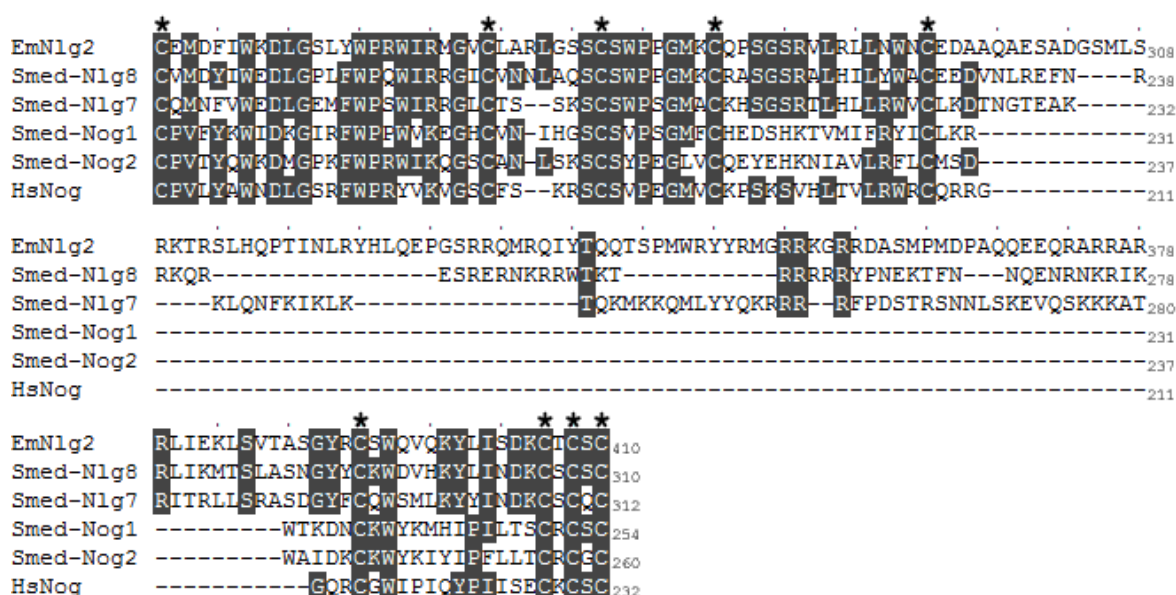 * * * * *
EmNlg2 CEMDFIWKDLGSLYWPRWIRMGVCLARLGSSCSWPPGMKCQPSGSRVLRLLNWNCEDAAQAESADGSMLS308
Smed-Nlg8 CVMDYIWEDLGPLFWPQWIRRGICVNNLAQSCSWPPGMKCRASGSRALHILYWACEEDVNLREFN----R238
Smed-Nlg7 CQMNFVWEDLGEMFWPSWIRRGLCTS--SKSCSWPSGMACKHSGSRTLHLLRWVCLKDTNGTEAK-----232
Smed-Nog1 CPVFYKWIDKGIRFWPPWVKEGHCVN-IHGSCSVPSGMFCHEDSHKTVMIFRYICLKR------------231
Smed-Nog2 CPVTYQWKDMGPKFWPRWIKQGSCAN-LSKSCSYPEGLVCQEYEHKNIAVLRFLCMSD------------237
HsNog CPVLYAWNDLGSRFWPRYVKVGSCFS--KRSCSVPEGMVCKPSKSVHLTVLRWRCQRRG-----------211
EmNlg2 RKTRSLHQPTINLRYHLQEPGSRRQMRQIYTQQTSPMWRYYRMGRRKGRRDASMPMDPAQQEEQRARRAR378
Smed-Nlg8 RKQR----------------ESRERNKRRWTKT-----------RRRRRYPNEKTFN---NQENRNKRIK278
Smed-Nlg7 ----KLQNFKIKLK----------------TQKMKKQMLYYQKRRR--RFPDSTRSNNLSKEVQSKKKAT280
Smed-Nog1 ----------------------------------------------------------------------231
Smed-Nog2 ----------------------------------------------------------------------237
HsNog ----------------------------------------------------------------------211
* * * *
EmNlg2 RLIEKLSVTASGYRCSWQVQKYLISDKCTCSC410
Smed-Nlg8 RLIKMTSLASNGYYCKWDVHKYLINDKCSCSC310
Smed-Nlg7 RITRLLSRASDGYFCQWSMLKYYINDKCSCQC312
Smed-Nog1 ---------WTKDNCKWYKMHIPILTSCRCSC254
Smed-Nog2 ---------WAIDKCKWYKIYIPFLLTCRCGC260
HsNog -----------GQRCGWIPIQYPIISECKCSC232